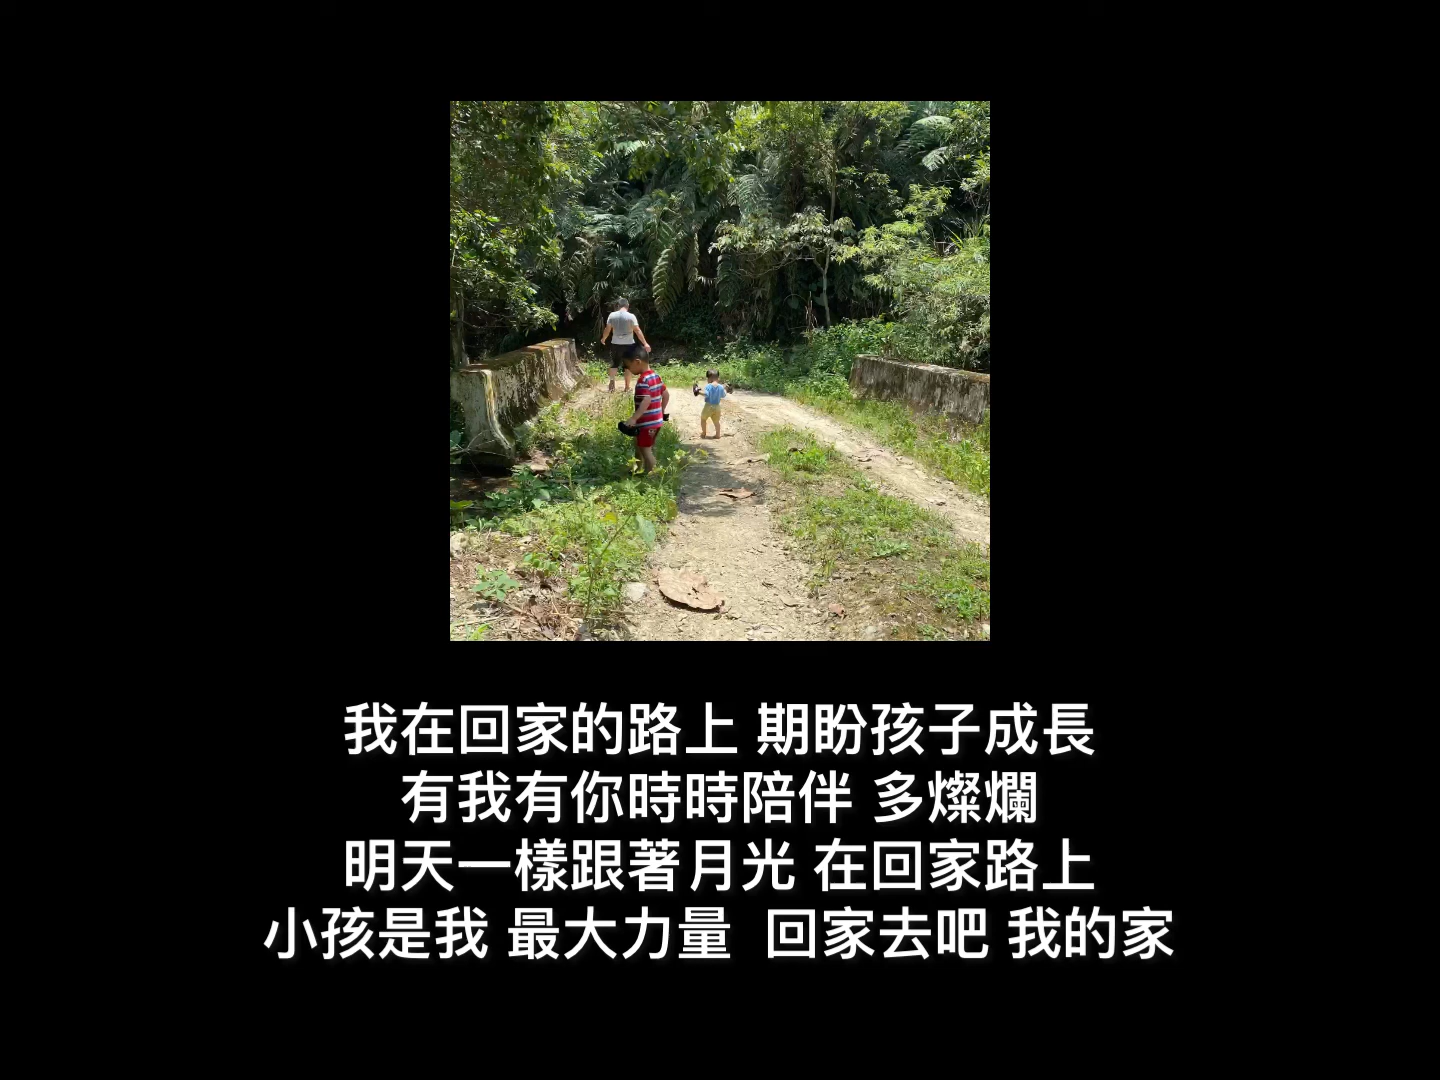 我在回家的路上 期盼孩子成長
有我有你時時陪伴 多燦爛
明天一樣跟著月光 在回家路上
小孩是我 最大力量  回家去吧 我的家